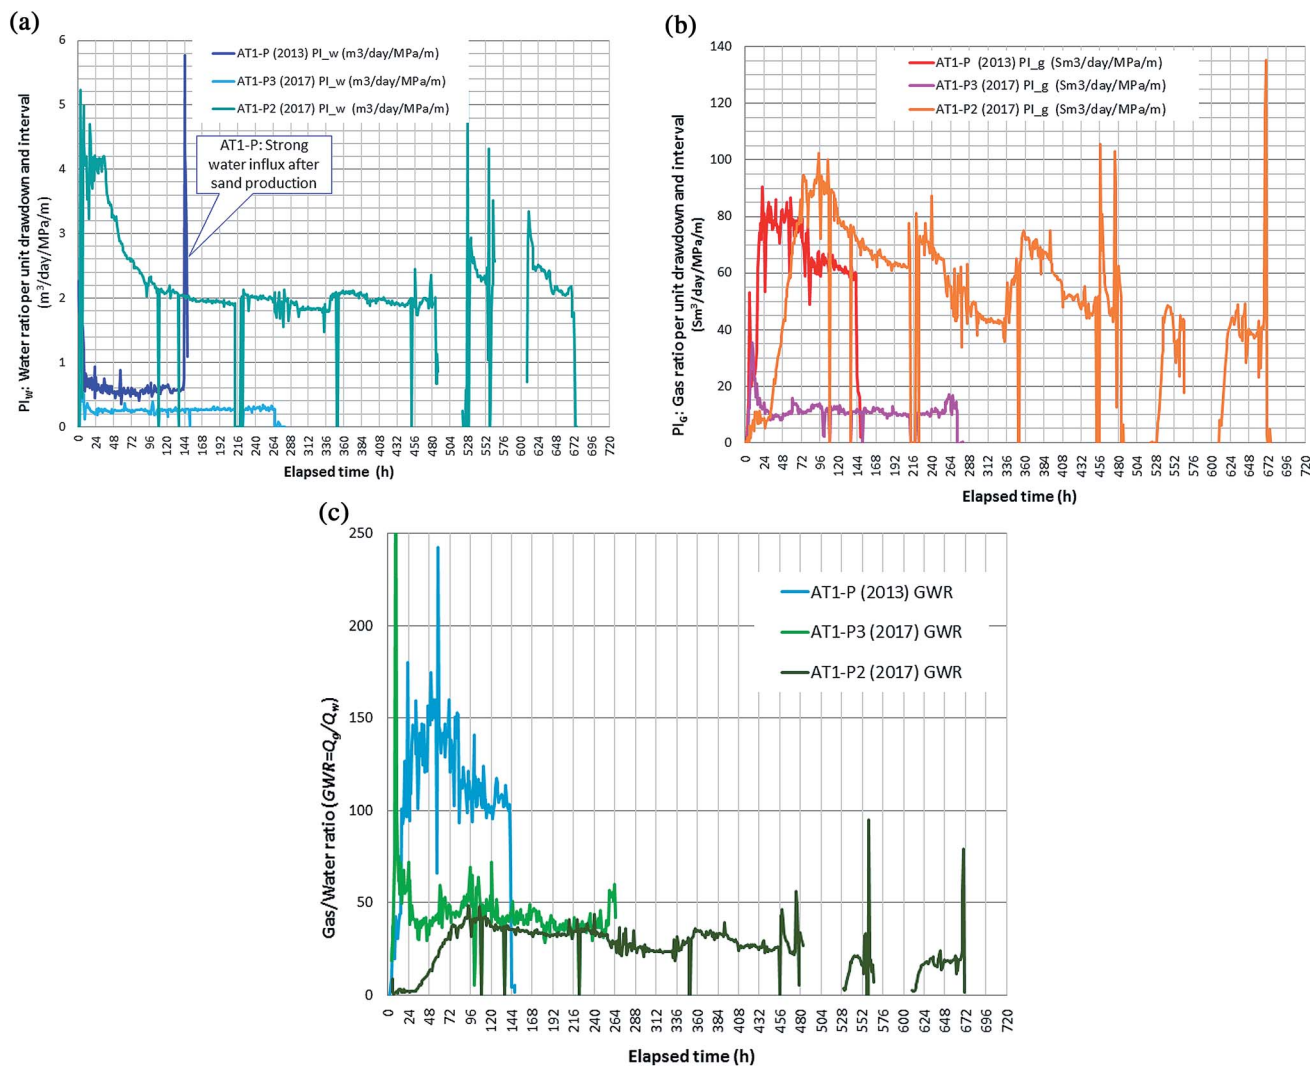 (a)
6
5
4
3
2
1
0
PIW: Water ratio per unit drawdown and interval
(m3/day/MPa/m)
AT1-P (2013) PI_w (m3/day/MPa/m)
AT1-P3 (2017) PI_w (m3/day/MPa/m)
AT1-P2 (2017) PI_w (m3/day/MPa/m)
AT1-P: Strong
water influx after
sand production
0 24 48 72 96 120 144 168 192 216 240 264 288 312 336 360 384 408 432 456 480 504 528 552 576 600 624 648 672 696 720
Elapsed time (h)
(b)
140
120
100
80
60
40
20
0
PIG: Gas ratio per unit drawdown and interval
(Sm3/day/MPa/m)
AT1-P (2013) PI_g (Sm3/day/MPa/m)
AT1-P3 (2017) PI_g (Sm3/day/MPa/m)
AT1-P2 (2017) PI_g (Sm3/day/MPa/m)
0 24 48 72 96 120 144 168 192 216 240 264 288 312 336 360 384 408 432 456 480 504 528 552 576 600 624 648 672 696 720
Elapsed time (h)
(c)
250
200
150
100
50
0
Gas/Water ratio (GWR=Qg/Qw)
AT1-P (2013) GWR
AT1-P3 (2017) GWR
AT1-P2 (2017) GWR
0 24 48 72 96 120 144 168 192 216 240 264 288 312 336 360 384 408 432 456 480 504 528 552 576 600 624 648 672 696 720
Elapsed time (h)